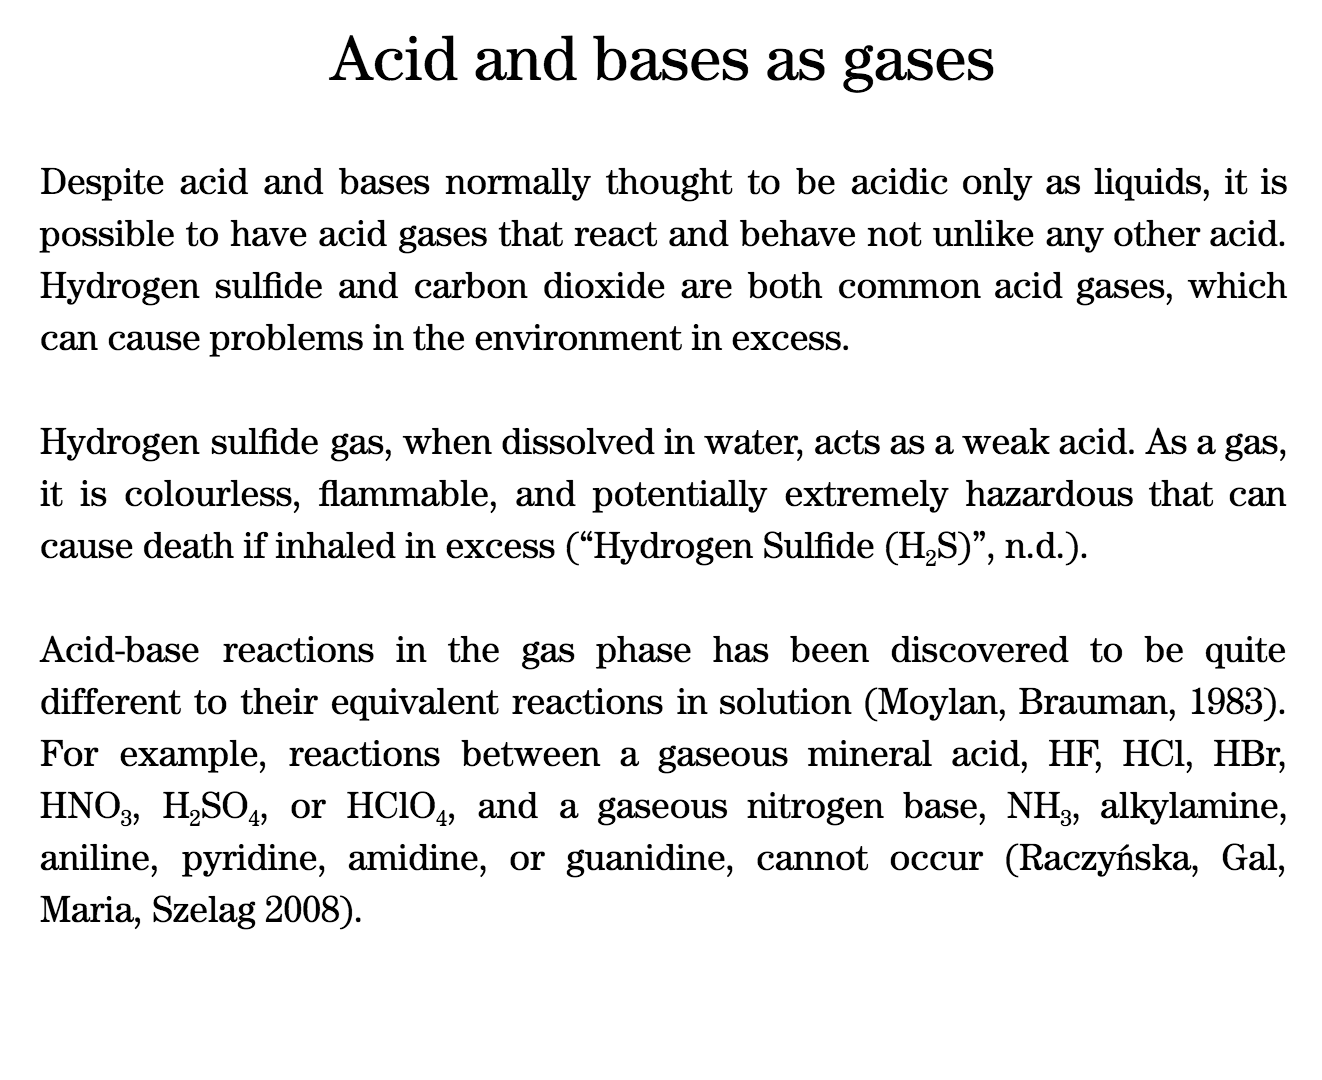 Acid and bases as gases
Despite acid and bases normally thought to be acidic only as liquids, it is
possible to have acid gases that react and behave not unlike any other acid.
Hydrogen sulfide and carbon dioxide are both common acid gases, which
can cause problems in the environment in excess.
Hydrogen sulfide gas, when dissolved in water, acts as a weak acid. As a gas,
it is colourless, flammable, and potentially extremely hazardous that can
cause death if inhaled in excess (“Hydrogen Sulfide (H₂S)”, n.d.).
Acid-base reactions in the gas phase has been discovered to be quite
different to their equivalent reactions in solution (Moylan, Brauman, 1983).
For example, reactions between a gaseous mineral acid, HF, HCl, HBr,
HNO₃, H₂SO₄, or HClO₄, and a gaseous nitrogen base, NH₃, alkylamine,
aniline, pyridine, amidine, or guanidine, cannot occur (Raczyńska, Gal,
Maria, Szelag 2008).